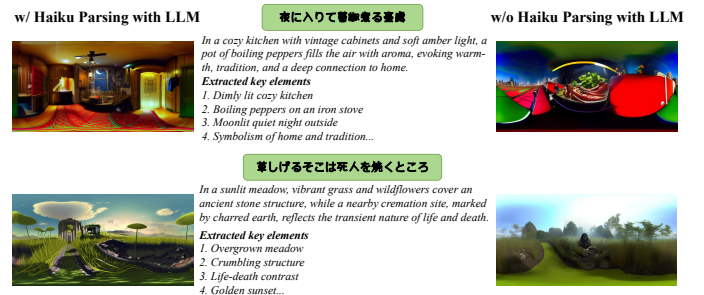 w/ Haiku Parsing with LLM
w/o Haiku Parsing with LLM
夜に入りて蕃椒煮る臺處
In a cozy kitchen with vintage cabinets and soft amber light, a
pot of boiling peppers fills the air with aroma, evoking warm-
th, tradition, and a deep connection to home.
Extracted key elements
1. Dimly lit cozy kitchen
2. Boiling peppers on an iron stove
3. Moonlit quiet night outside
4. Symbolism of home and tradition...
草しげるそこは死人を焼くところ
In a sunlit meadow, vibrant grass and wildflowers cover an
ancient stone structure, while a nearby cremation site, marked
by charred earth, reflects the transient nature of life and death.
Extracted key elements
1. Overgrown meadow
2. Crumbling structure
3. Life-death contrast
4. Golden sunset...